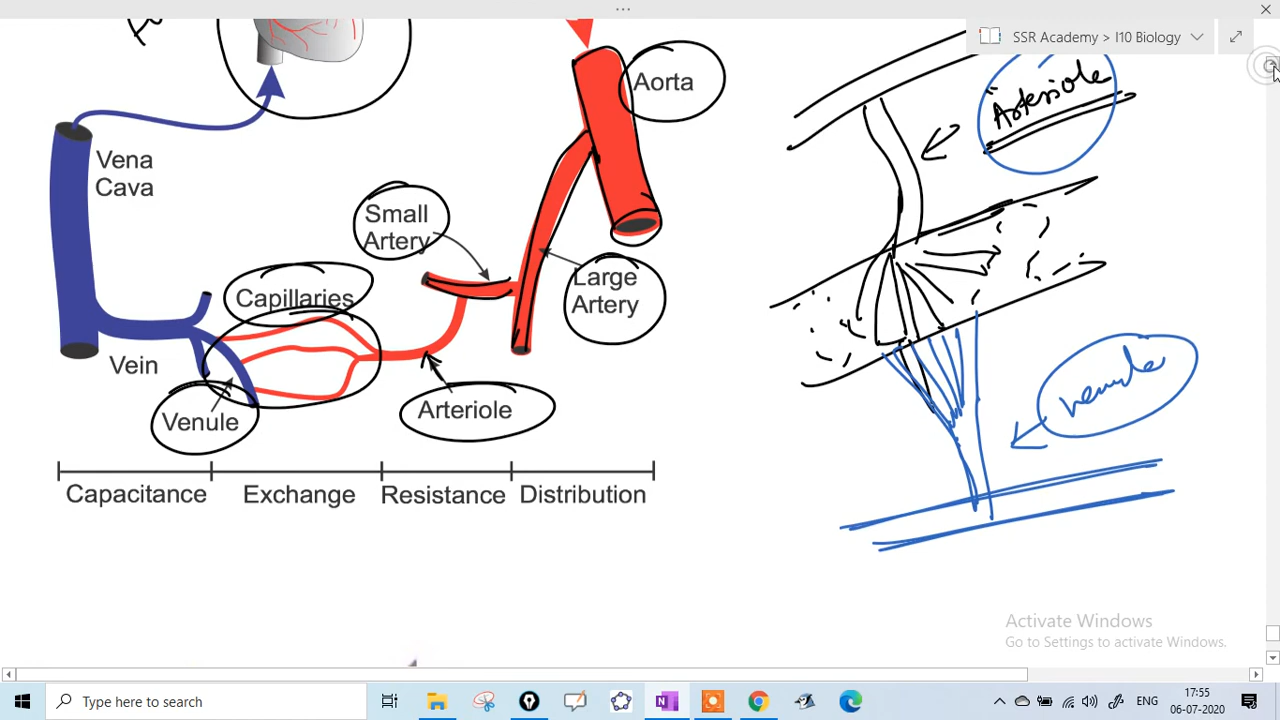 SSR Academy > I10 Biology
Aorta
"Arteriole
Vena
Cava
Small
Artery
Large
Artery
Capillaries
Vein
Venule
Arteriole
venule
Capacitance
Exchange
Resistance
Distribution
Activate Windows
Go to Settings to activate Windows.
Type here to search
ENG
17:55
06-07-2020